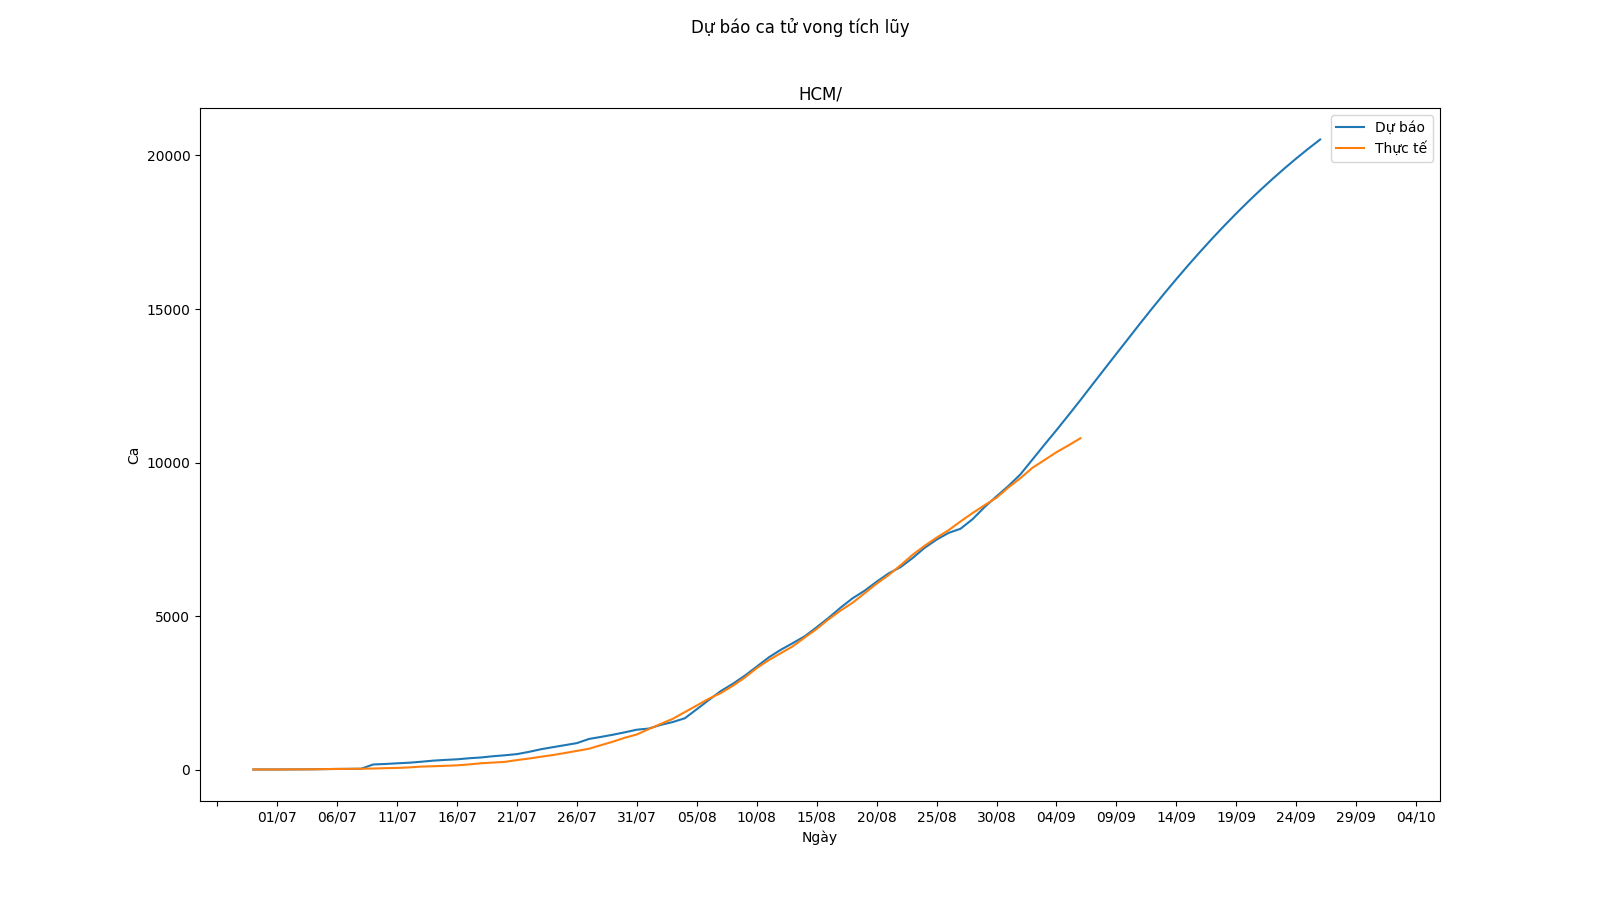 Dự báo ca tử vong tích lũy
HCM/
Dự báo
Thực tế
20000
15000
10000
5000
0
Ca
01/07 06/07 11/07 16/07 21/07 26/07 31/07 05/08 10/08 15/08 20/08 25/08 30/08 04/09 09/09 14/09 19/09 24/09 29/09 04/10
Ngày